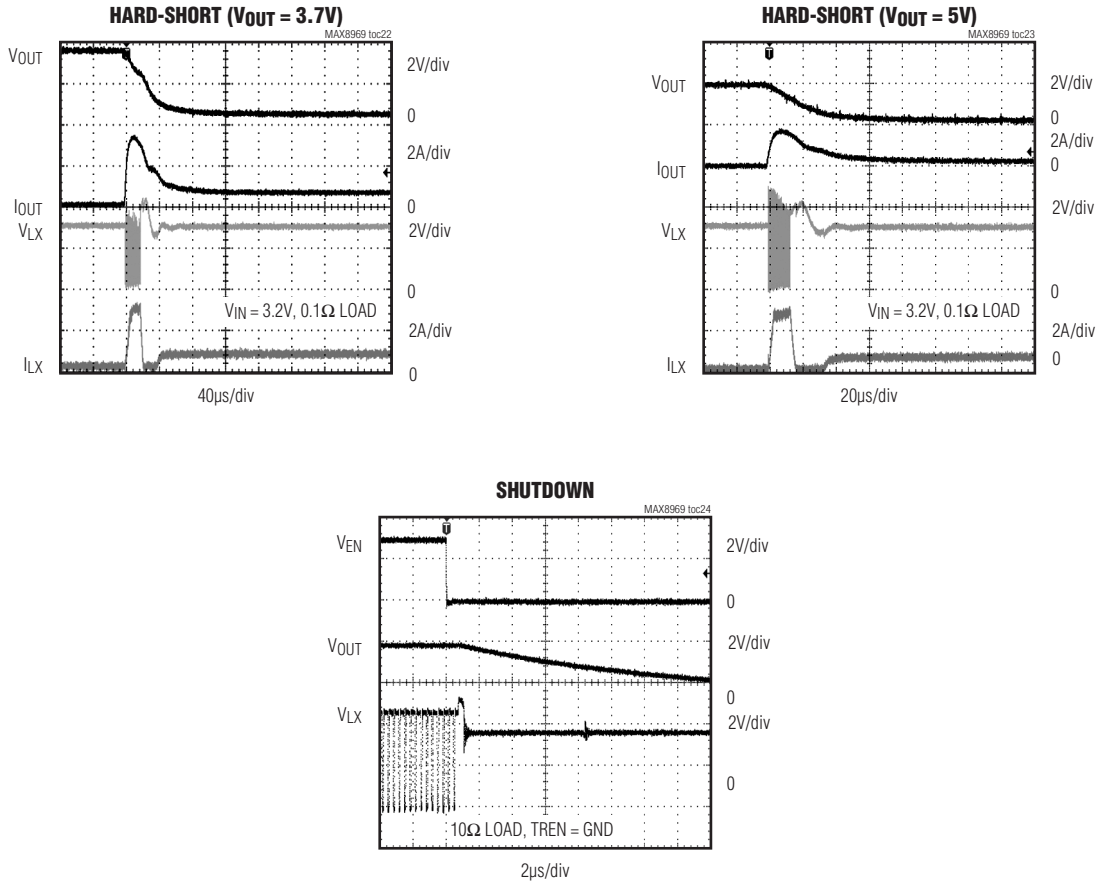 HARD-SHORT (VOUT = 3.7V)
MAX8969 toc22
VOUT
2V/div
0
2A/div
IOUT
0
VLX
2V/div
0
VIN = 3.2V, 0.1Ω LOAD
2A/div
ILX
0
40µs/div
HARD-SHORT (VOUT = 5V)
MAX8969 toc23
VOUT
2V/div
0
2A/div
IOUT
0
2V/div
VLX
0
VIN = 3.2V, 0.1Ω LOAD
2A/div
0
ILX
20µs/div
SHUTDOWN
MAX8969 toc24
T
VEN
2V/div
0
VOUT
2V/div
0
VLX
2V/div
0
10Ω LOAD, TREN = GND
2µs/div